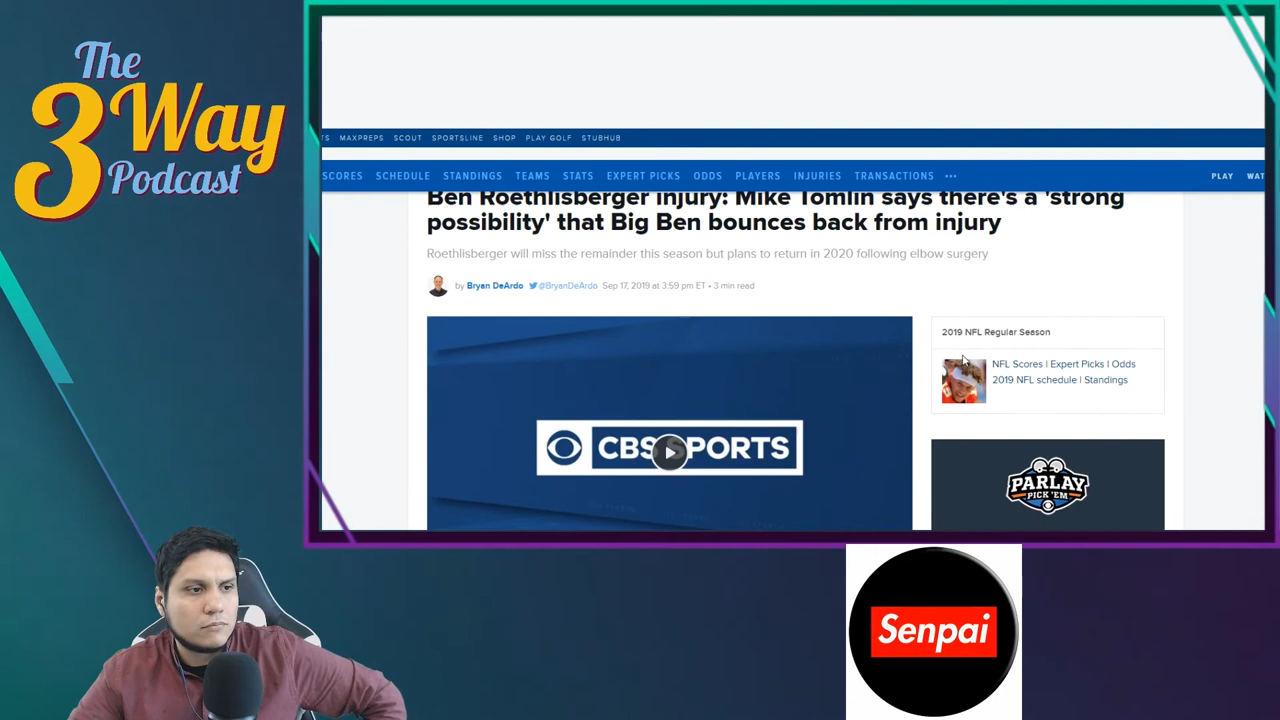 The
3Way
Podcast
MAXPREPS SCOUT SPORTSLINE SHOP PLAY GOLF STUBHUB
SCORES SCHEDULE STANDINGS TEAMS STATS EXPERT PICKS ODDS PLAYERS INJURIES TRANSACTIONS ••• PLAY
Ben Roethlisberger injury: Mike Tomlin says there's a 'strong
possibility' that Big Ben bounces back from injury
Roethlisberger will miss the remainder this season but plans to return in 2020 following elbow surgery
by Bryan DeArdo @BryanDeArdo Sep 17, 2019 at 3:59 pm ET • 3 min read
2019 NFL Regular Season
NFL Scores | Expert Picks | Odds
2019 NFL schedule | Standings
CBS SPORTS
PARLAY
PICK 'EM
Senpai